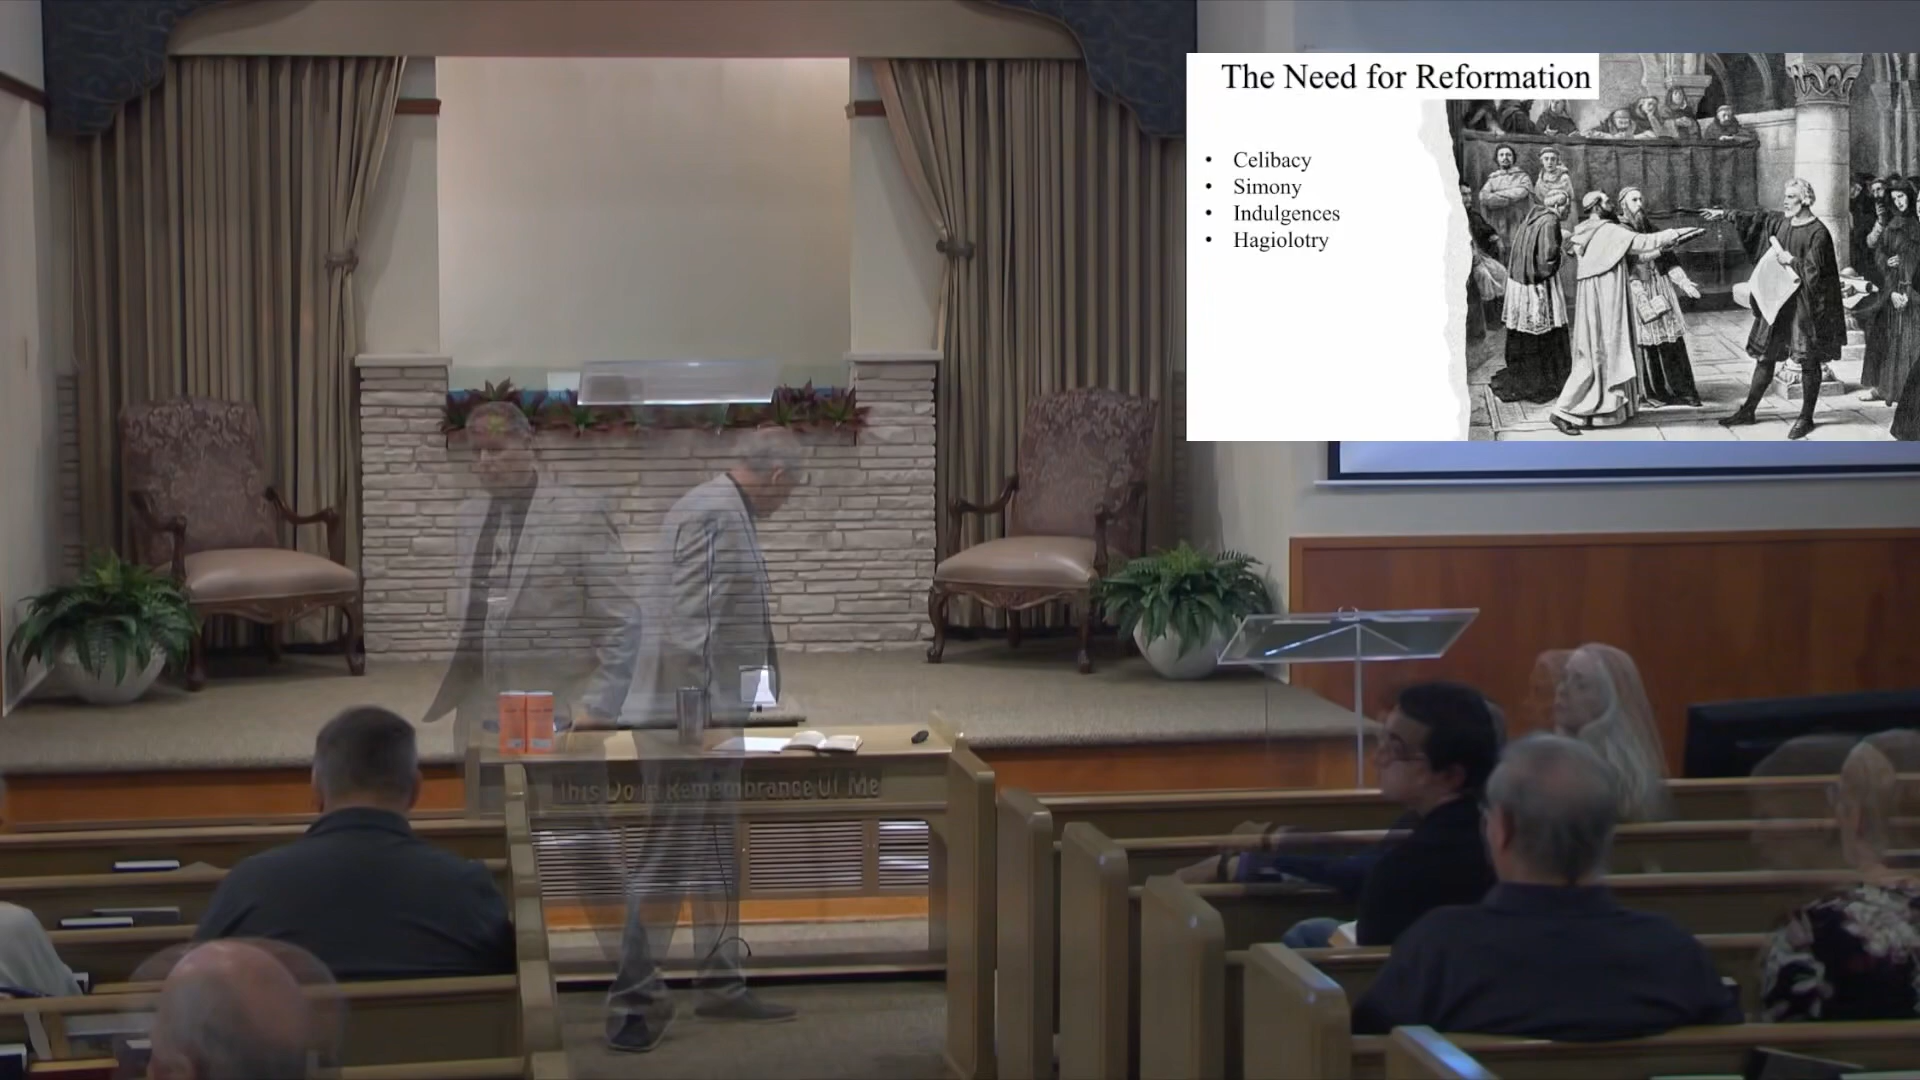 The Need for Reformation
• Celibacy
• Simony
• Indulgences
• Hagiolotry
This Do In Remembrance Of Me